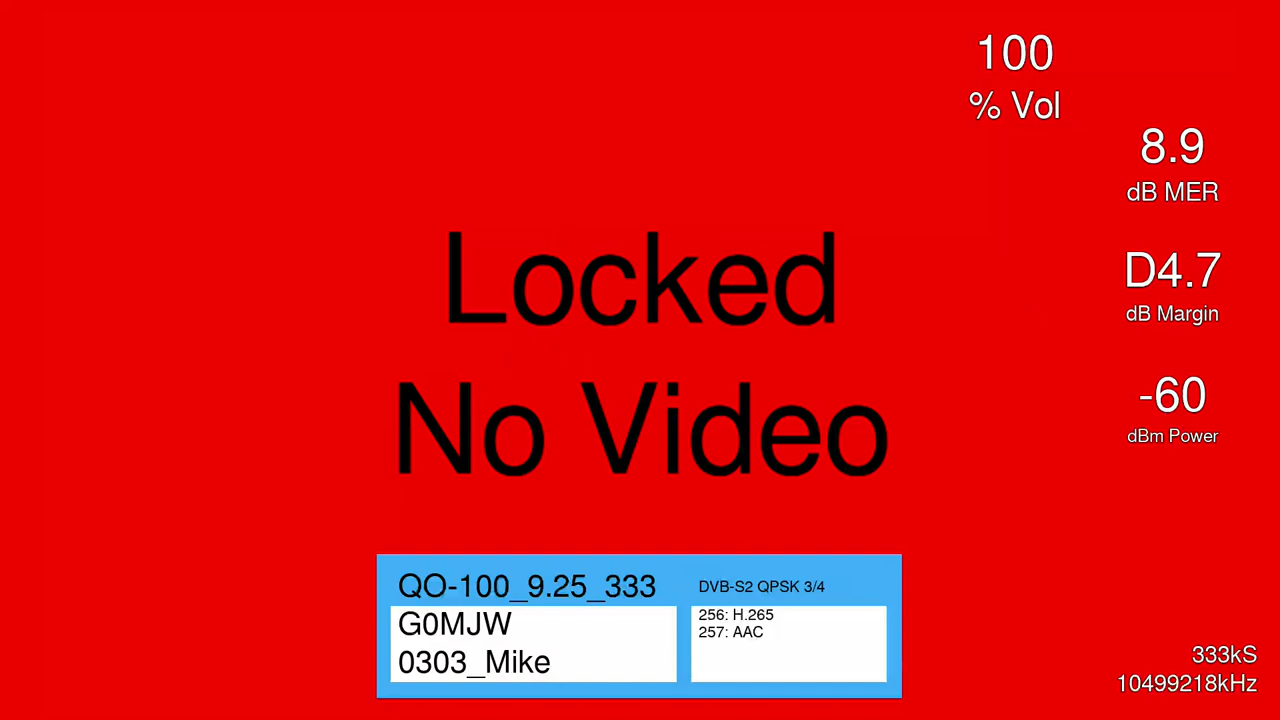 100
% Vol
8.9
dB MER
D4.7
dB Margin
-60
dBm Power
Locked
No Video
QO-100_9.25_333
G0MJW
0303_Mike
DVB-S2 QPSK 3/4
256: H.265
257: AAC
333kS
10499218kHz